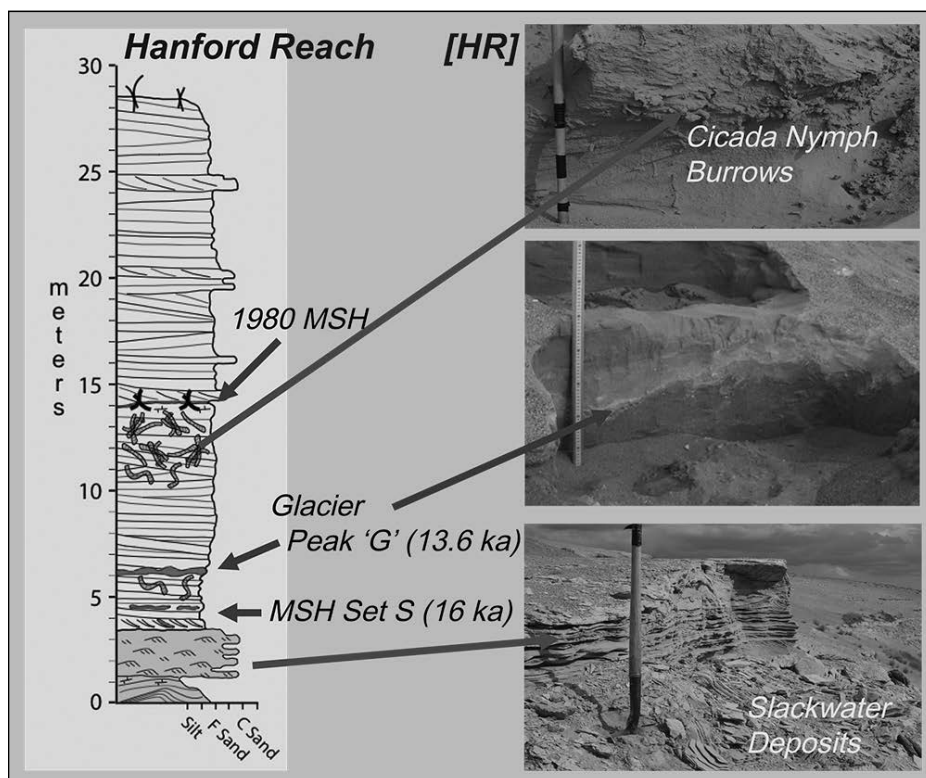 Hanford Reach [HR]
30
25
20
15
10
5
0
meters
1980 MSH
Glacier
Peak 'G' (13.6 ka)
MSH Set S (16 ka)
Silt
F Sand
C Sand
Cicada Nymph
Burrows
Slackwater
Deposits